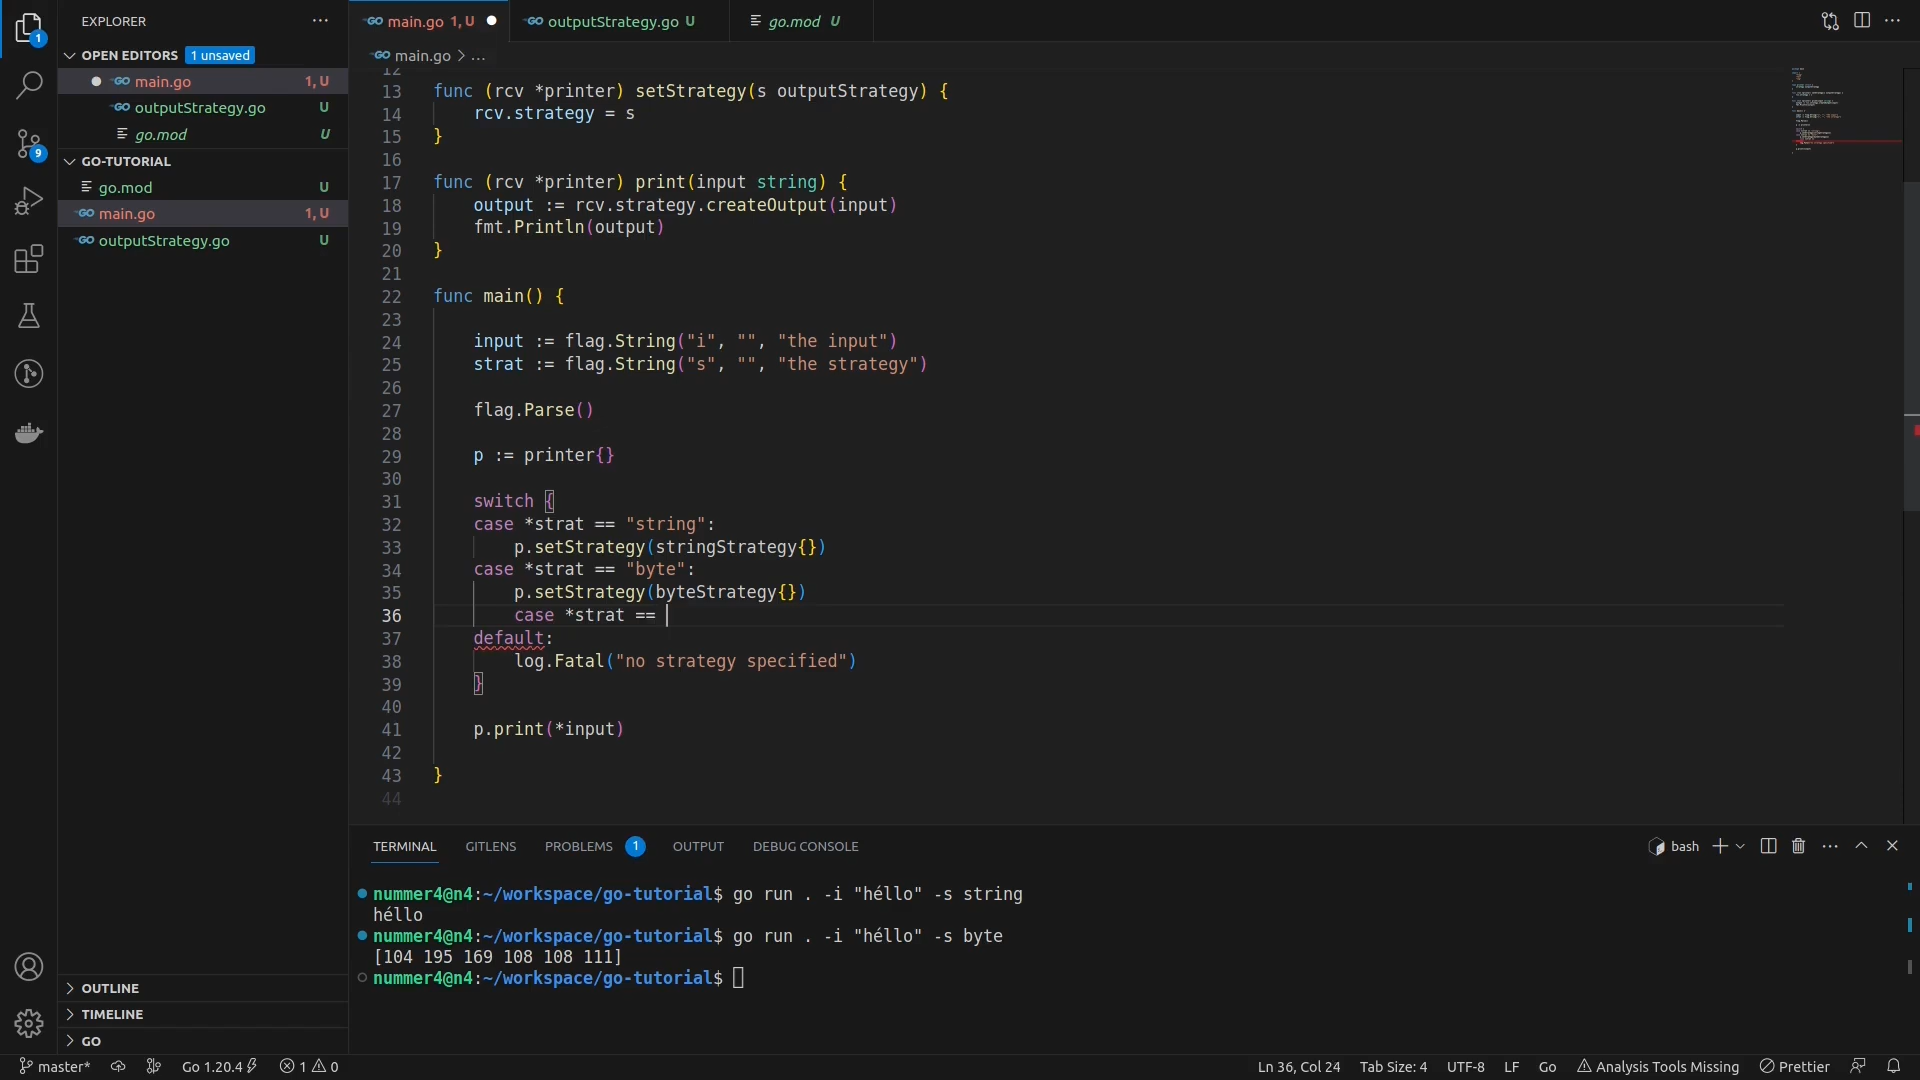 EXPLORER
OPEN EDITORS 1 unsaved
GO main.go 1, U
GO outputStrategy.go U
go.mod U
GO-TUTORIAL
go.mod U
GO main.go 1, U
GO outputStrategy.go U
OUTLINE
TIMELINE
GO
1
9
GO main.go 1, U
GO outputStrategy.go U
go.mod U
GO main.go > ...
12
13 func (rcv *printer) setStrategy(s outputStrategy) {
14 rcv.strategy = s
15 }
16
17 func (rcv *printer) print(input string) {
18 output := rcv.strategy.createOutput(input)
19 fmt.Println(output)
20 }
21
22 func main() {
23
24 input := flag.String("i", "", "the input")
25 strat := flag.String("s", "", "the strategy")
26
27 flag.Parse()
28
29 p := printer{}
30
31 switch {
32 case *strat == "string":
33 p.setStrategy(stringStrategy{})
34 case *strat == "byte":
35 p.setStrategy(byteStrategy{})
36 case *strat ==
37 default:
38 log.Fatal("no strategy specified")
39 }
40
41 p.print(*input)
42
43 }
44
TERMINAL GITLENS PROBLEMS 1 OUTPUT DEBUG CONSOLE
bash
nummer4@n4:~/workspace/go-tutorial$ go run . -i "héllo" -s string
héllo
nummer4@n4:~/workspace/go-tutorial$ go run . -i "héllo" -s byte
[104 195 169 108 108 111]
nummer4@n4:~/workspace/go-tutorial$
master* Go 1.20.4 1 0 Ln 36, Col 24 Tab Size: 4 UTF-8 LF Go Analysis Tools Missing Prettier